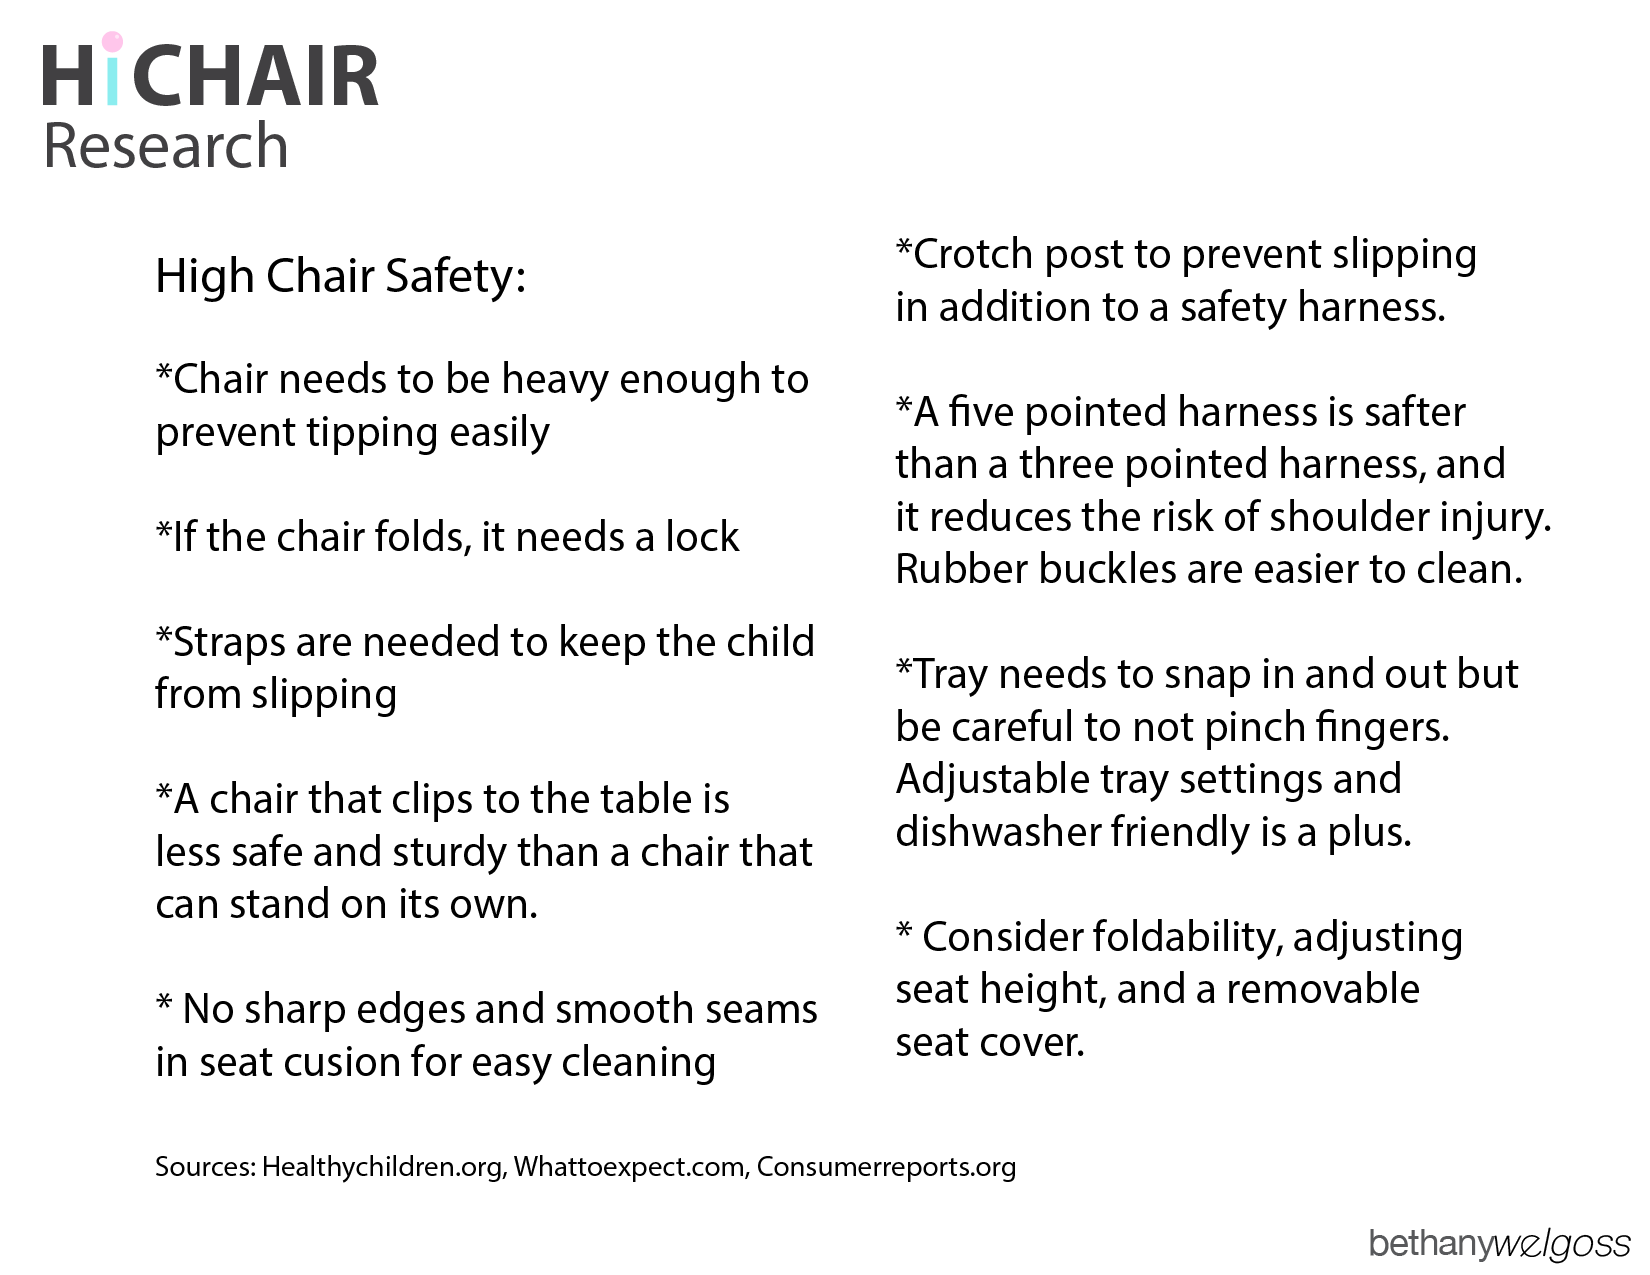 HiCHAIR
Research
High Chair Safety:
*Chair needs to be heavy enough to
prevent tipping easily
*If the chair folds, it needs a lock
*Straps are needed to keep the child
from slipping
*A chair that clips to the table is
less safe and sturdy than a chair that
can stand on its own.
* No sharp edges and smooth seams
in seat cusion for easy cleaning
*Crotch post to prevent slipping
in addition to a safety harness.
*A five pointed harness is safter
than a three pointed harness, and
it reduces the risk of shoulder injury.
Rubber buckles are easier to clean.
*Tray needs to snap in and out but
be careful to not pinch fingers.
Adjustable tray settings and
dishwasher friendly is a plus.
* Consider foldability, adjusting
seat height, and a removable
seat cover.
Sources: Healthychildren.org, Whattoexpect.com, Consumerreports.org
bethanywelgoss